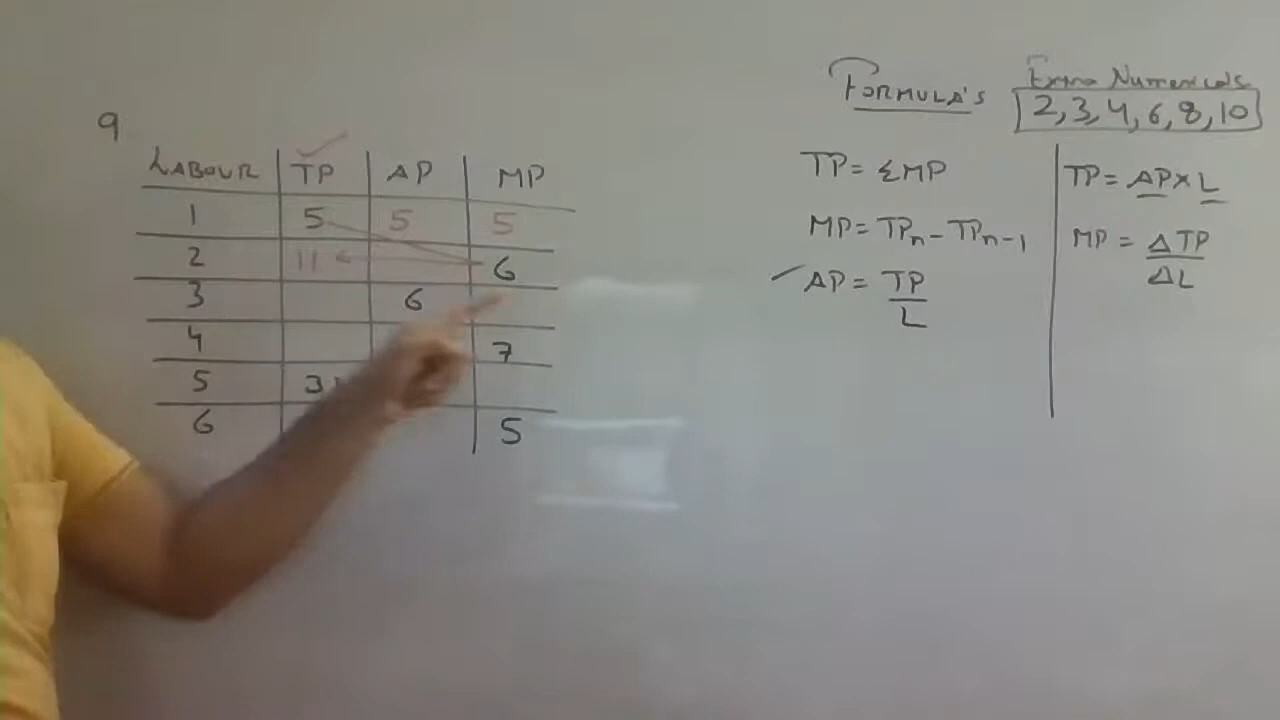 9
LABOUR TP AP MP
1 5 5 5
2 11 6
3 6
4 7
5 3
6 5
FORMULA'S
Extra Numericals
2, 3, 4, 6, 8, 10
TP = ΣMP
MP = TPn - TPn-1
AP = TP/L
TP = AP × L
MP = ΔTP/ΔL